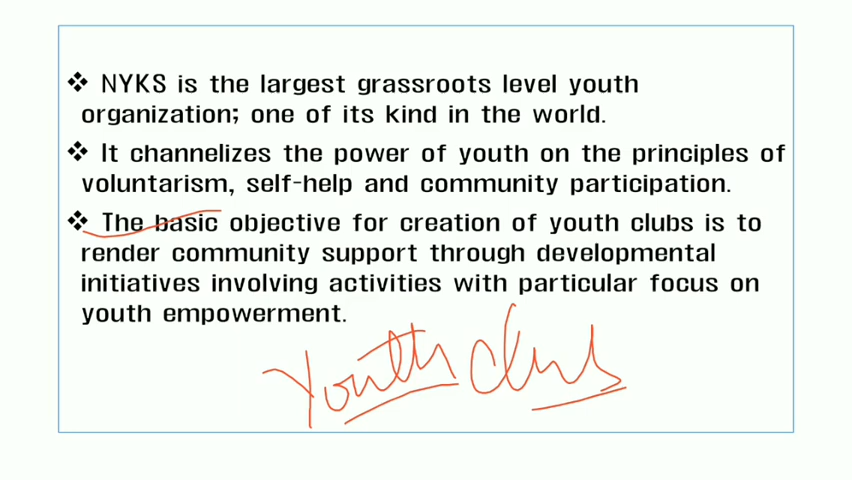 ❖ NYKS is the largest grassroots level youth
organization; one of its kind in the world.
❖ It channelizes the power of youth on the principles of
voluntarism, self-help and community participation.
❖ The basic objective for creation of youth clubs is to
render community support through developmental
initiatives involving activities with particular focus on
youth empowerment.
Youth clubs